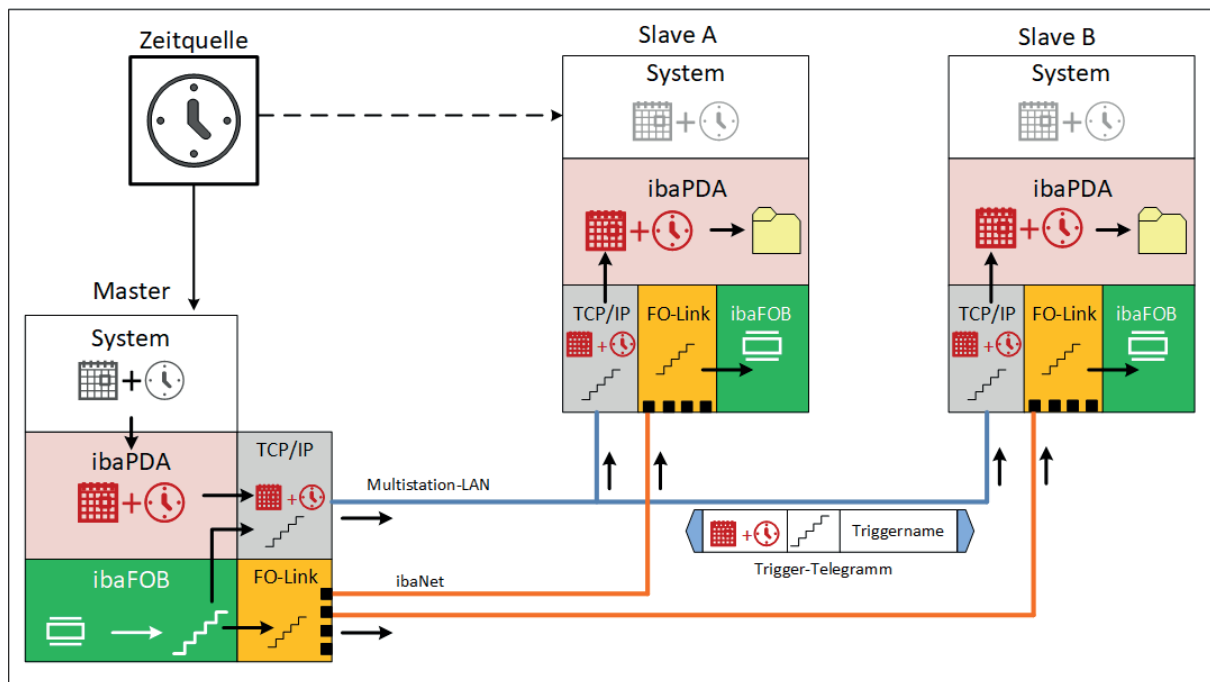 Zeitquelle
Slave A
System
ibaPDA
TCP/IP
FO-Link
ibaFOB
Slave B
System
ibaPDA
TCP/IP
FO-Link
ibaFOB
Master
System
ibaPDA
TCP/IP
ibaFOB
FO-Link
Multistation-LAN
ibaNet
Triggername
Trigger-Telegramm